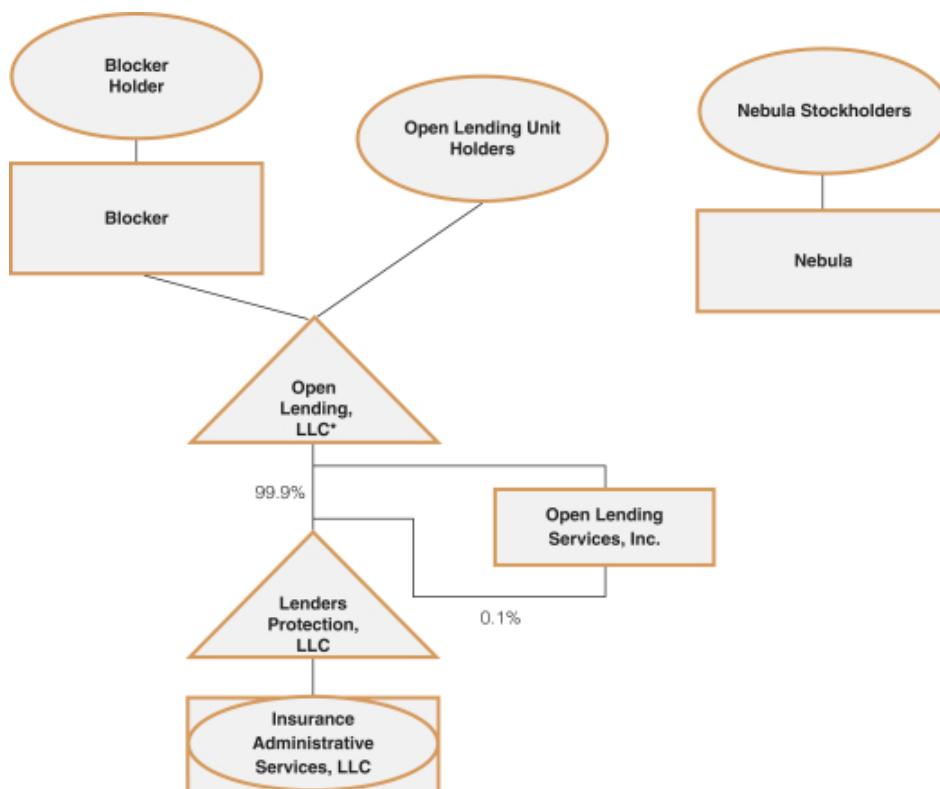 Blocker
Holder
Open Lending Unit
Holders
Nebula Stockholders
Blocker
Nebula
Open
Lending,
LLC*
99.9%
Open Lending
Services, Inc.
0.1%
Lenders
Protection,
LLC
Insurance
Administrative
Services, LLC